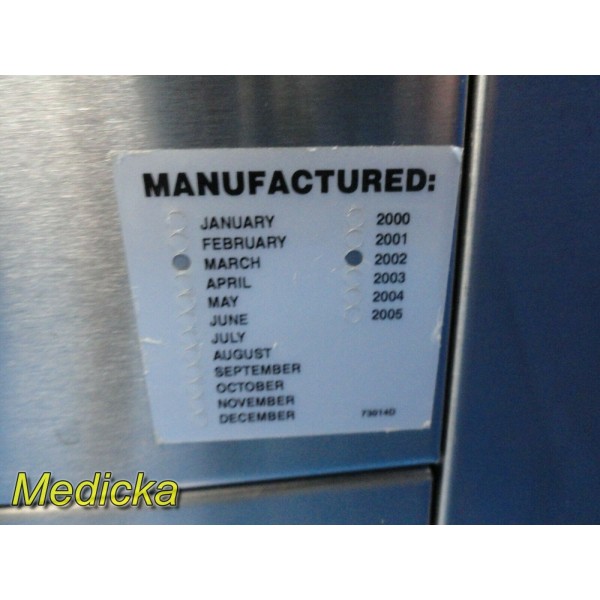 MANUFACTURED:
JANUARY 2000
FEBRUARY 2001
MARCH 2002
APRIL 2003
MAY 2004
JUNE 2005
JULY
AUGUST
SEPTEMBER
OCTOBER
NOVEMBER
DECEMBER 73014D
Medicka